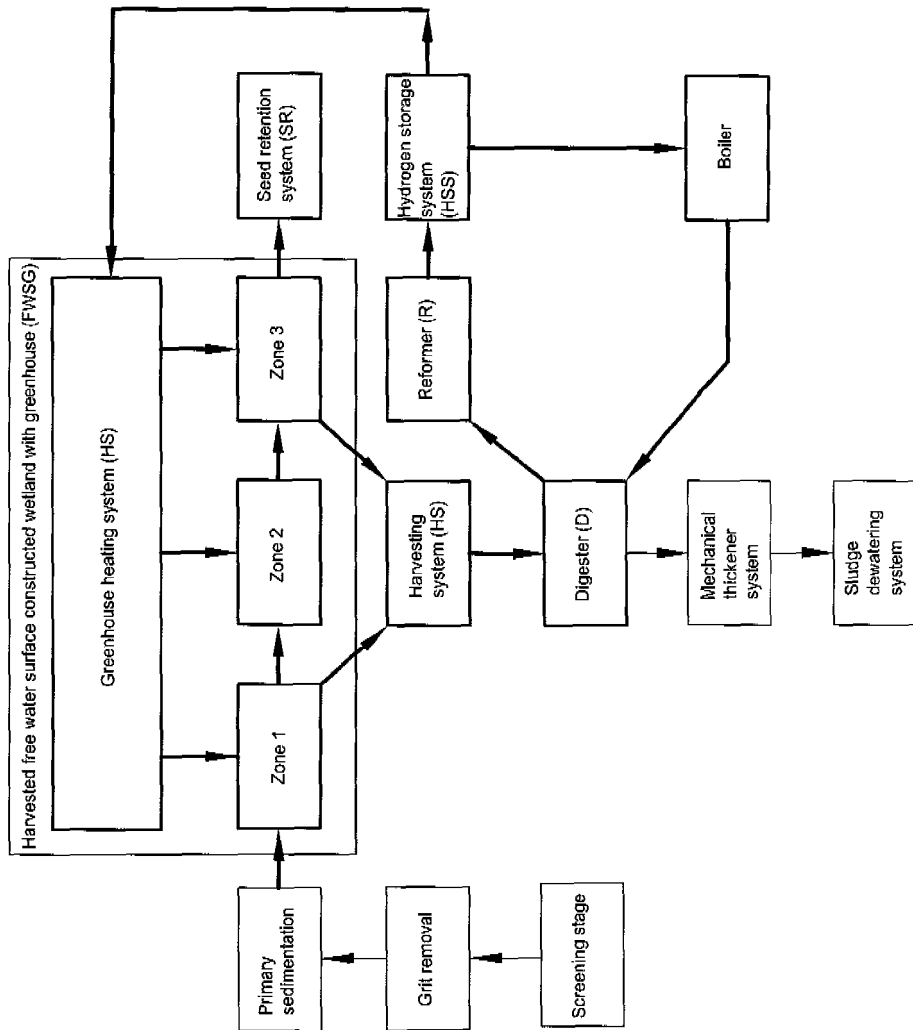 Harvested free water surface constructed wetland with greenhouse (FWSG)
Greenhouse heating system (HS)
Zone 1
Zone 2
Zone 3
Seed retention
system (SR)
Primary
sedimentation
Grit removal
Screening stage
Harvesting
system (HS)
Reformer (R)
Hydrogen storage
system
(HSS)
Digester (D)
Boiler
Mechanical
thickener
system
Sludge
dewatering
system